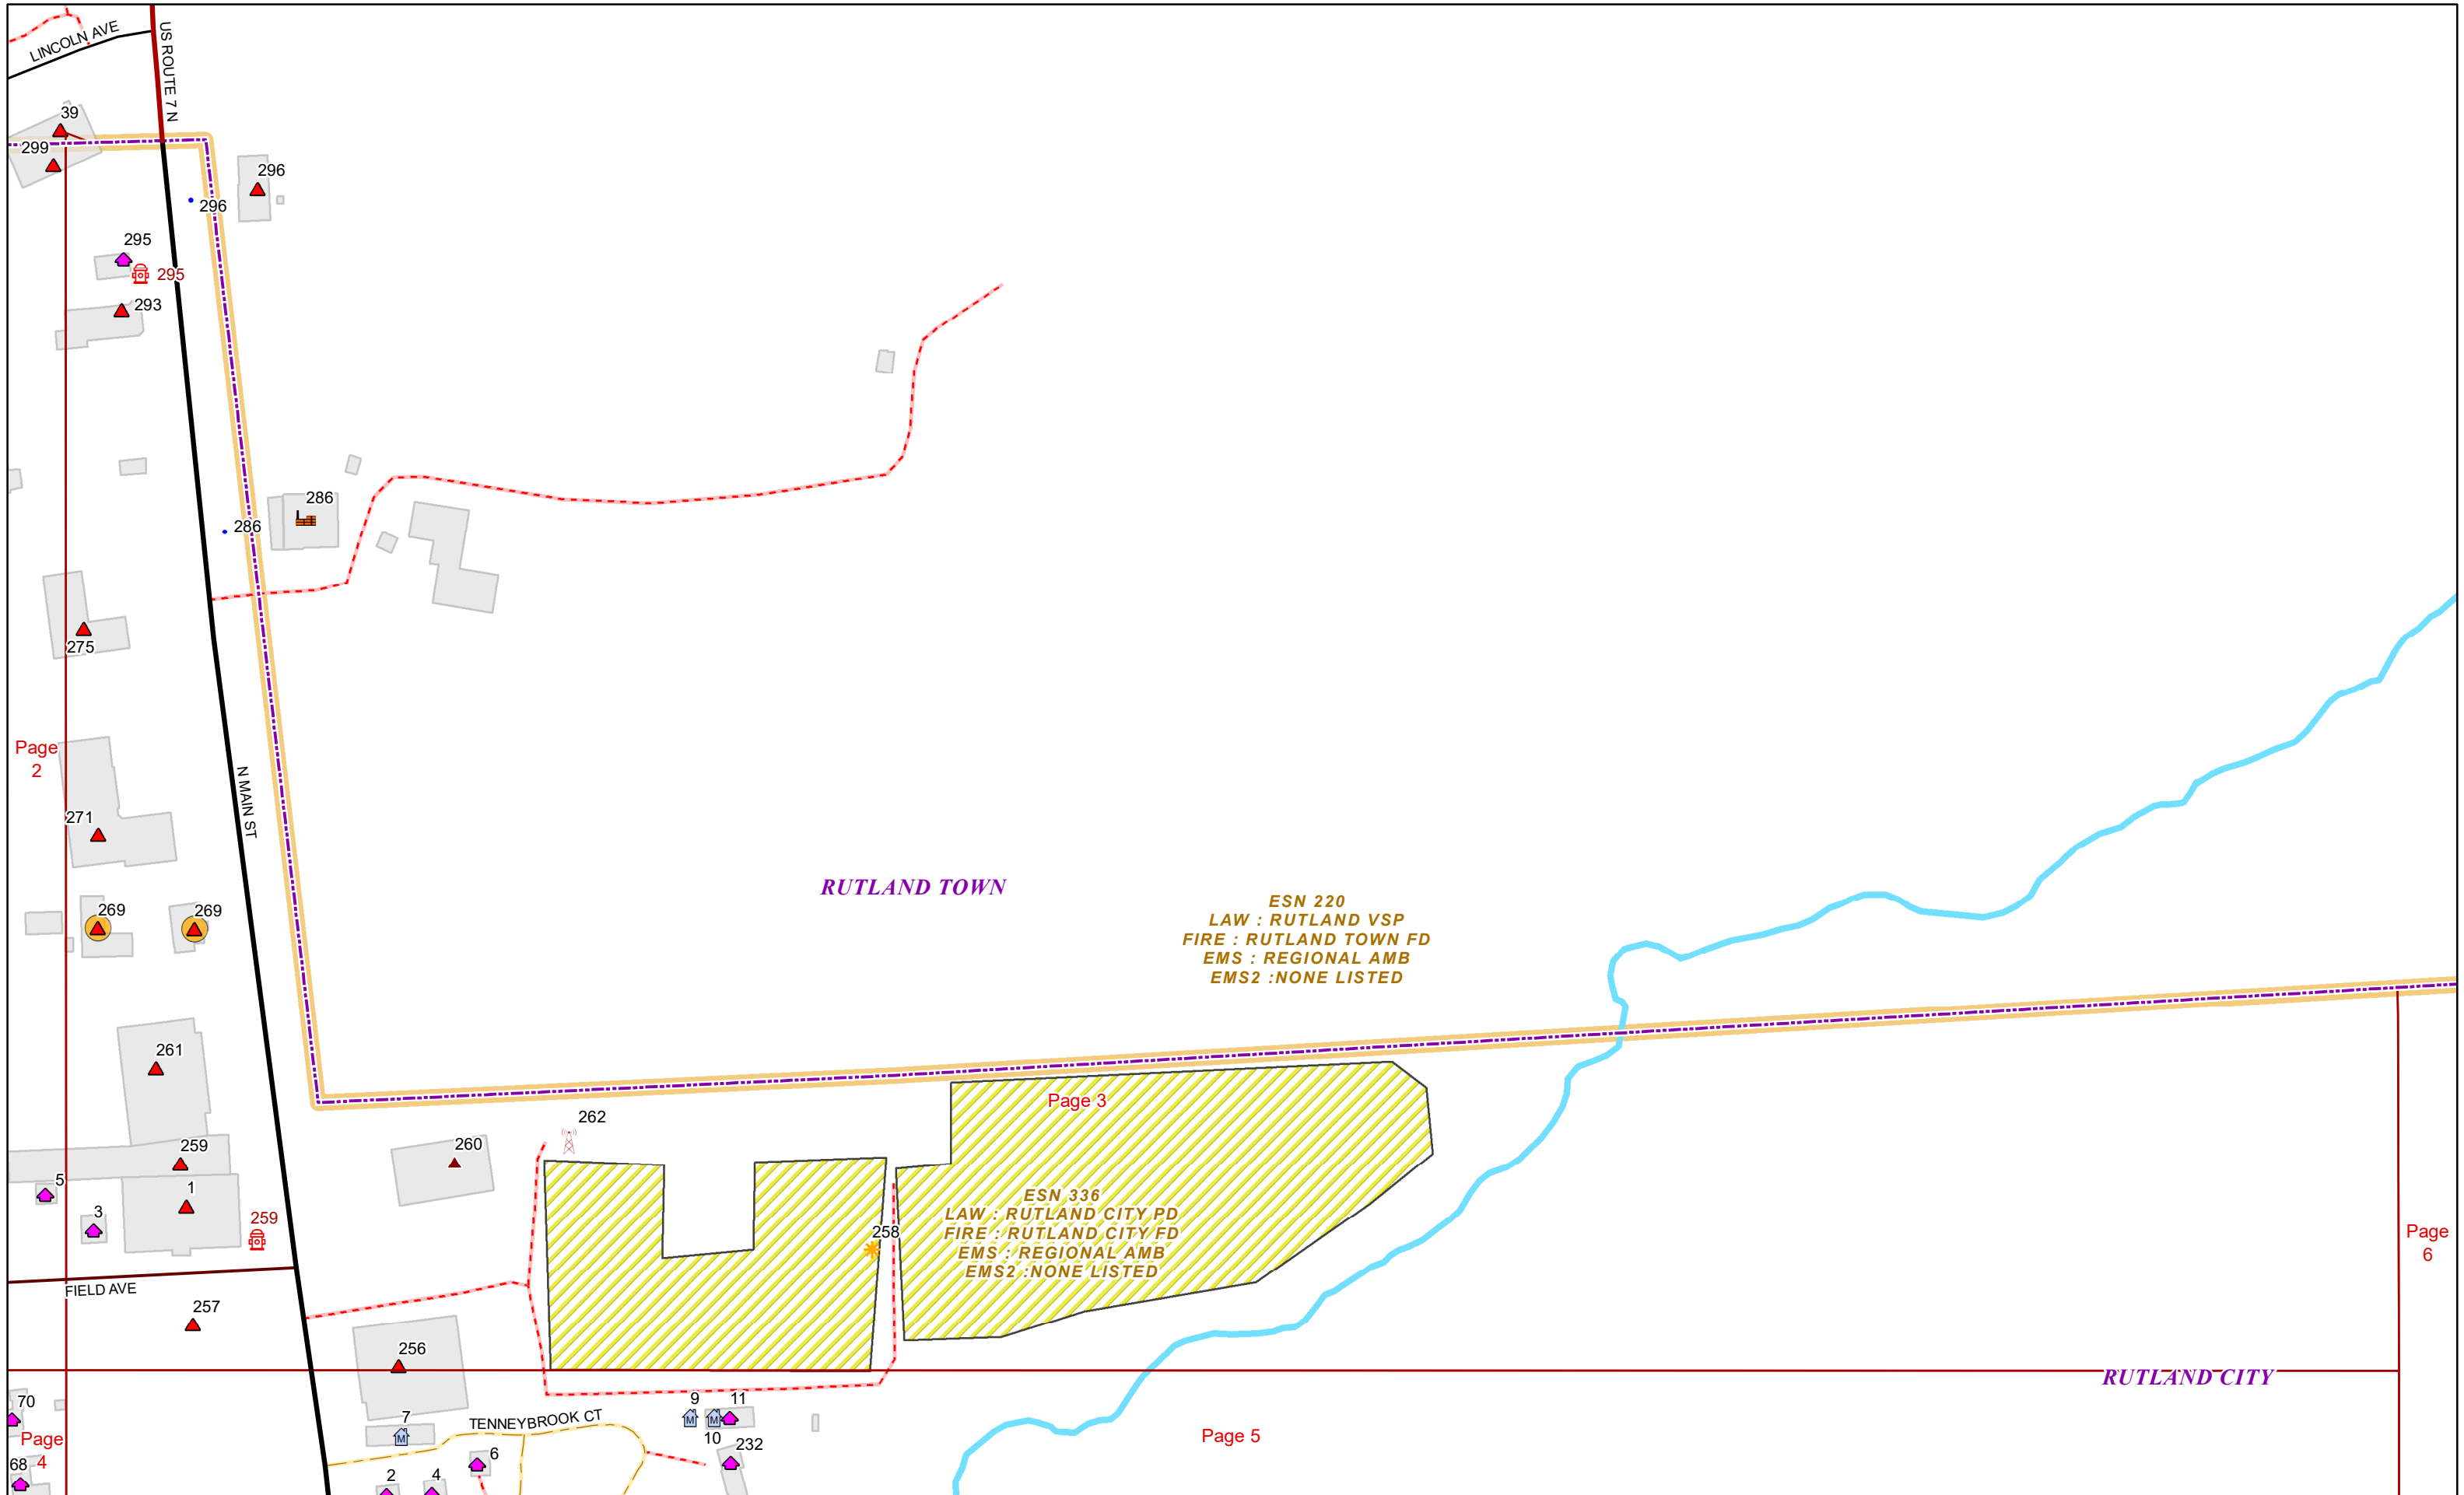 LINCOLN AVE
US ROUTE 7 N
39
299
296
296
295
295
293
286
286
275
Page
2
N MAIN ST
271
RUTLAND TOWN
ESN 220
LAW : RUTLAND VSP
FIRE : RUTLAND TOWN FD
EMS : REGIONAL AMB
EMS2 :NONE LISTED
269
269
261
Page 3
262
260
259
5
1
3
259
ESN 336
LAW : RUTLAND CITY PD
FIRE : RUTLAND CITY FD
EMS : REGIONAL AMB
EMS2 :NONE LISTED
258
Page
6
FIELD AVE
257
256
RUTLAND CITY
70
9
11
M
M
7
M
TENNEYBROOK CT
10
232
Page
4
Page 5
6
68
2
4